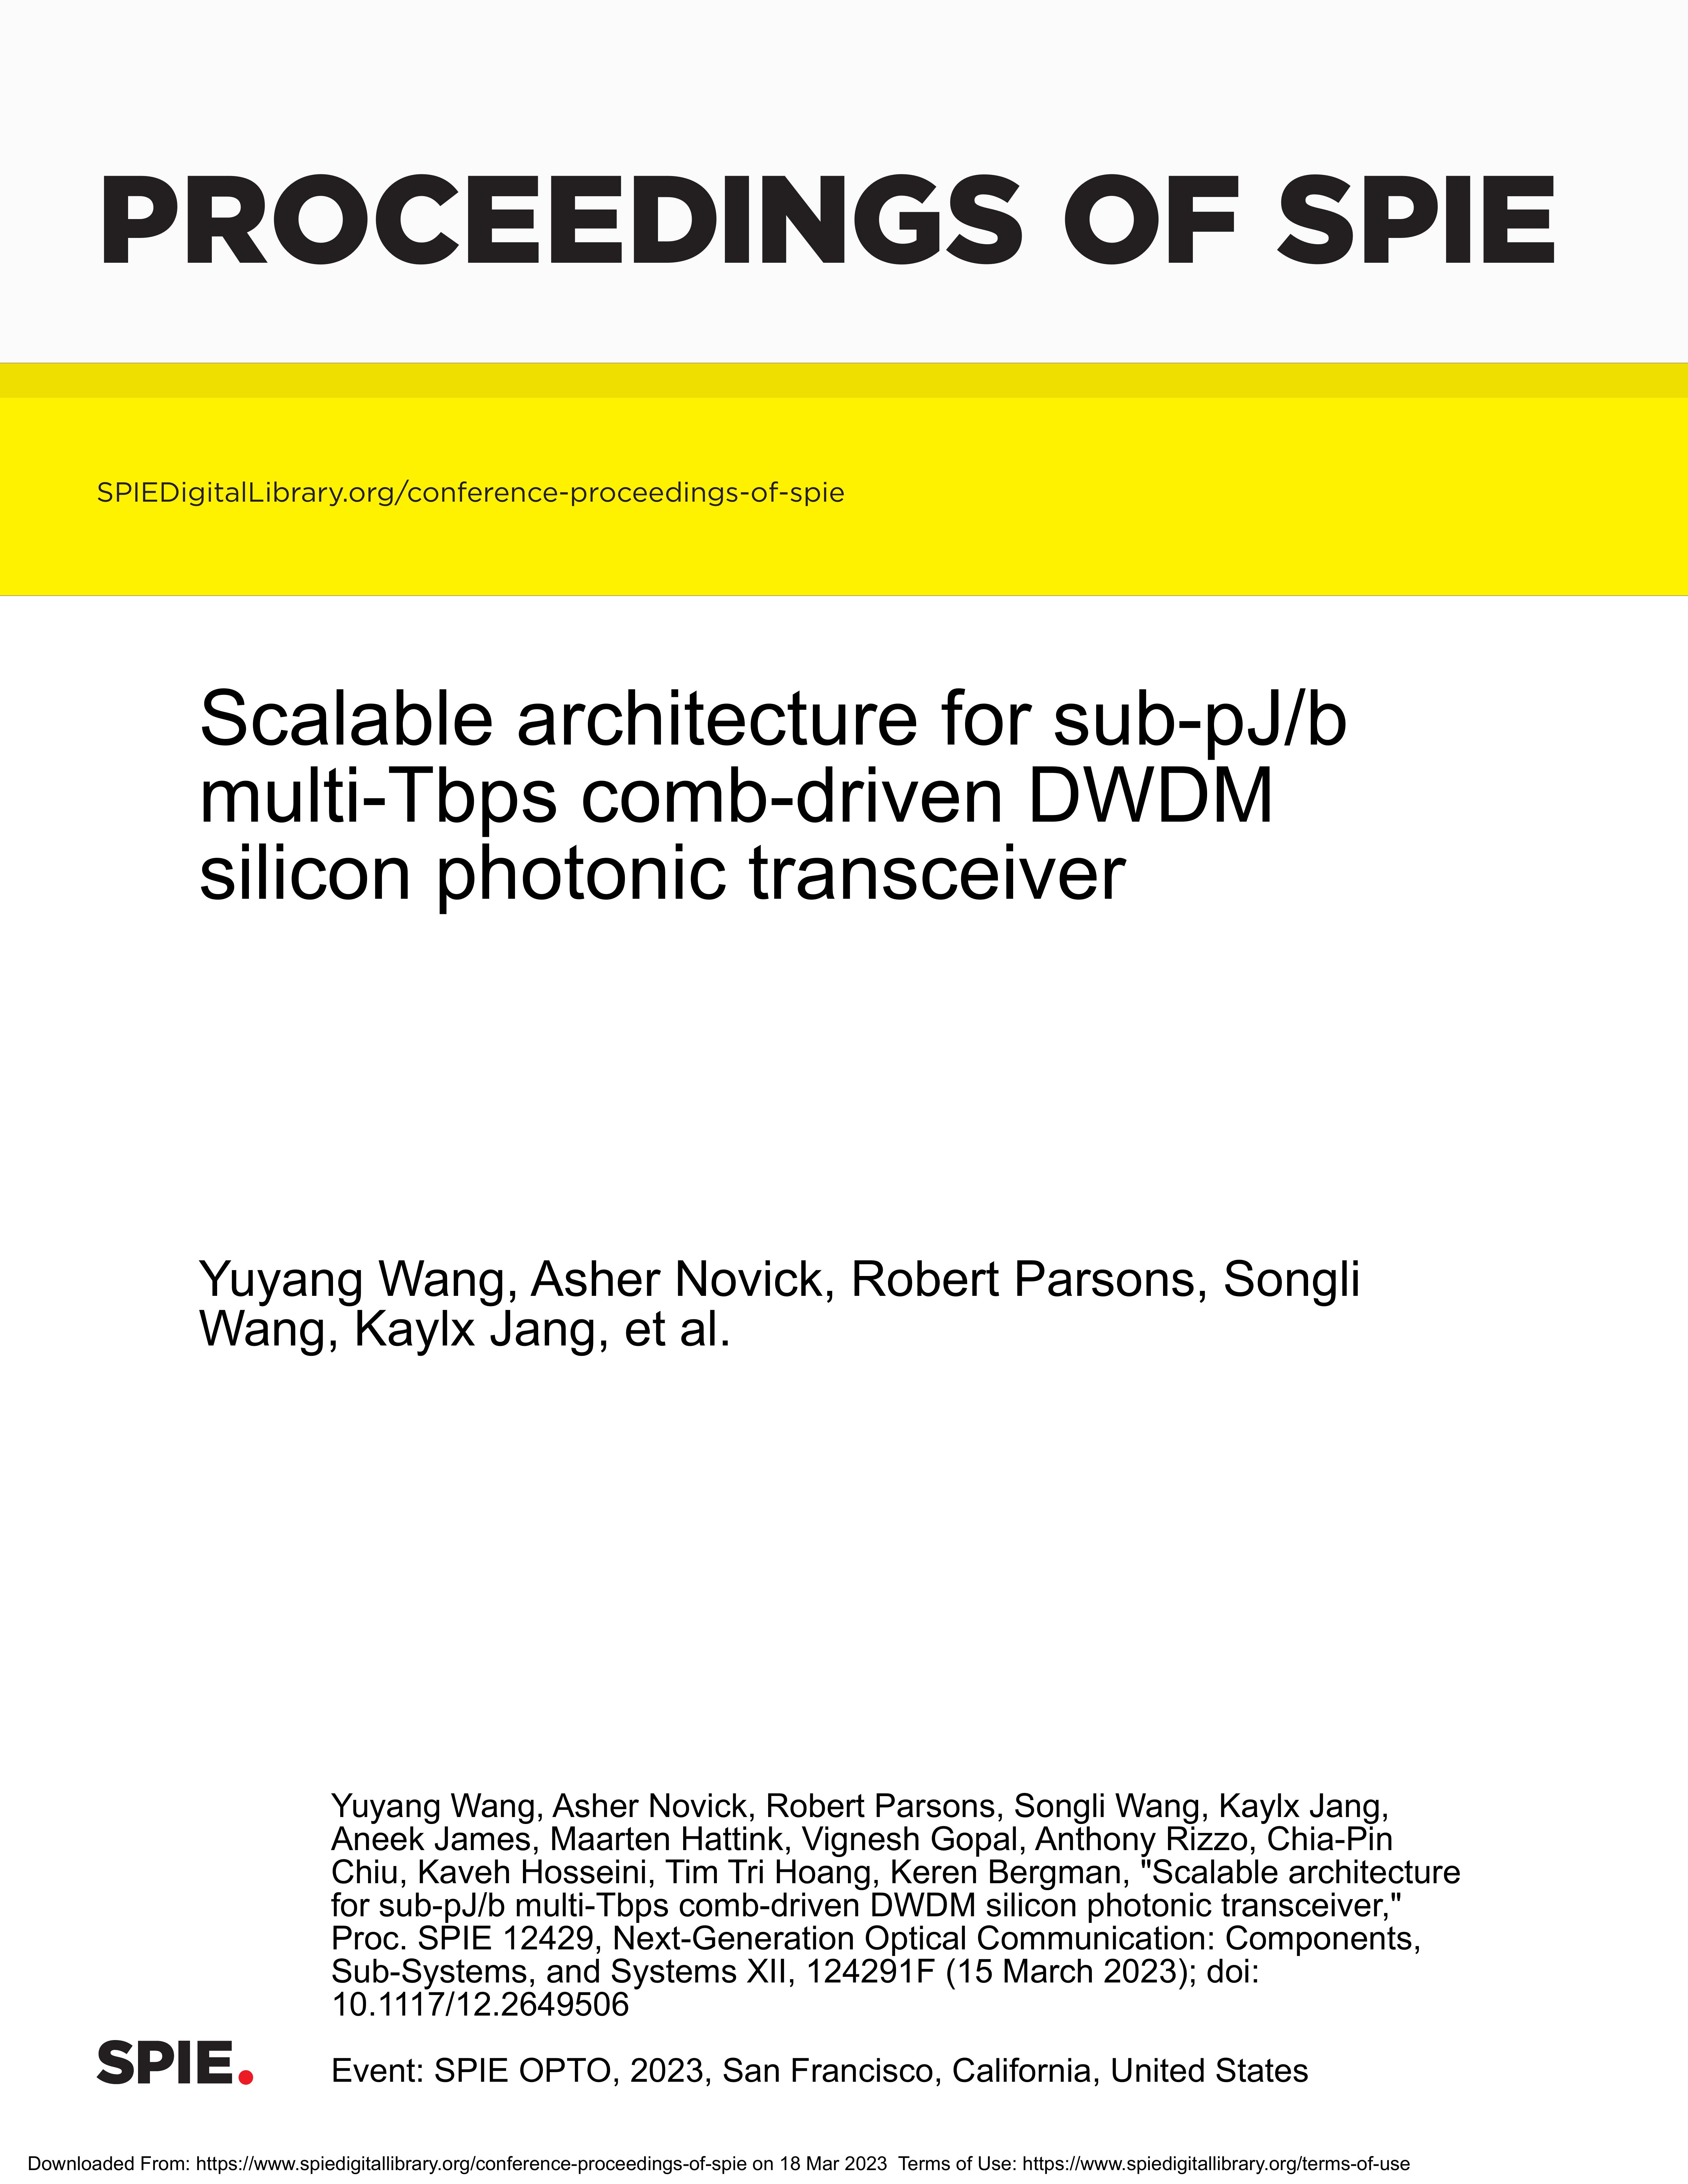 PROCEEDINGS OF SPIE
SPIEDigitalLibrary.org/conference-proceedings-of-spie
Scalable architecture for sub-pJ/b
multi-Tbps comb-driven DWDM
silicon photonic transceiver
Yuyang Wang, Asher Novick, Robert Parsons, Songli
Wang, Kaylx Jang, et al.
Yuyang Wang, Asher Novick, Robert Parsons, Songli Wang, Kaylx Jang,
Aneek James, Maarten Hattink, Vignesh Gopal, Anthony Rizzo, Chia-Pin
Chiu, Kaveh Hosseini, Tim Tri Hoang, Keren Bergman, "Scalable architecture
for sub-pJ/b multi-Tbps comb-driven DWDM silicon photonic transceiver,"
Proc. SPIE 12429, Next-Generation Optical Communication: Components,
Sub-Systems, and Systems XII, 124291F (15 March 2023); doi:
10.1117/12.2649506
SPIE.
Event: SPIE OPTO, 2023, San Francisco, California, United States
Downloaded From: https://www.spiedigitallibrary.org/conference-proceedings-of-spie on 18 Mar 2023 Terms of Use: https://www.spiedigitallibrary.org/terms-of-use